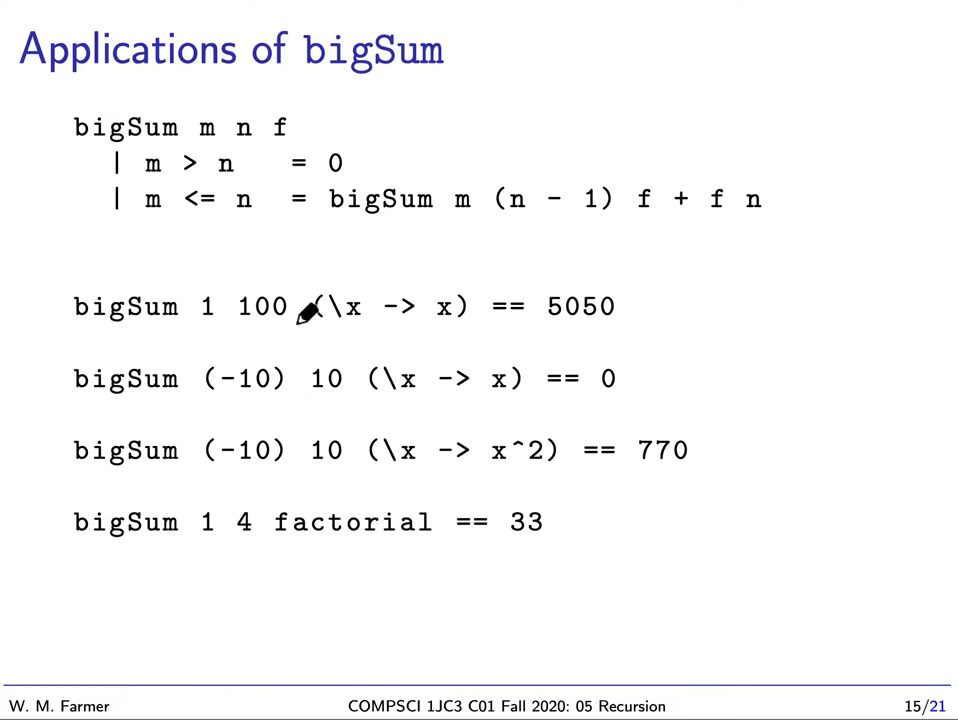 Applications of bigSum
bigSum m n f
| m > n = 0
| m <= n = bigSum m (n - 1) f + f n
bigSum 1 100 (\x -> x) == 5050
bigSum (-10) 10 (\x -> x) == 0
bigSum (-10) 10 (\x -> x^2) == 770
bigSum 1 4 factorial == 33
W. M. Farmer COMPSCI 1JC3 C01 Fall 2020: 05 Recursion 15/21